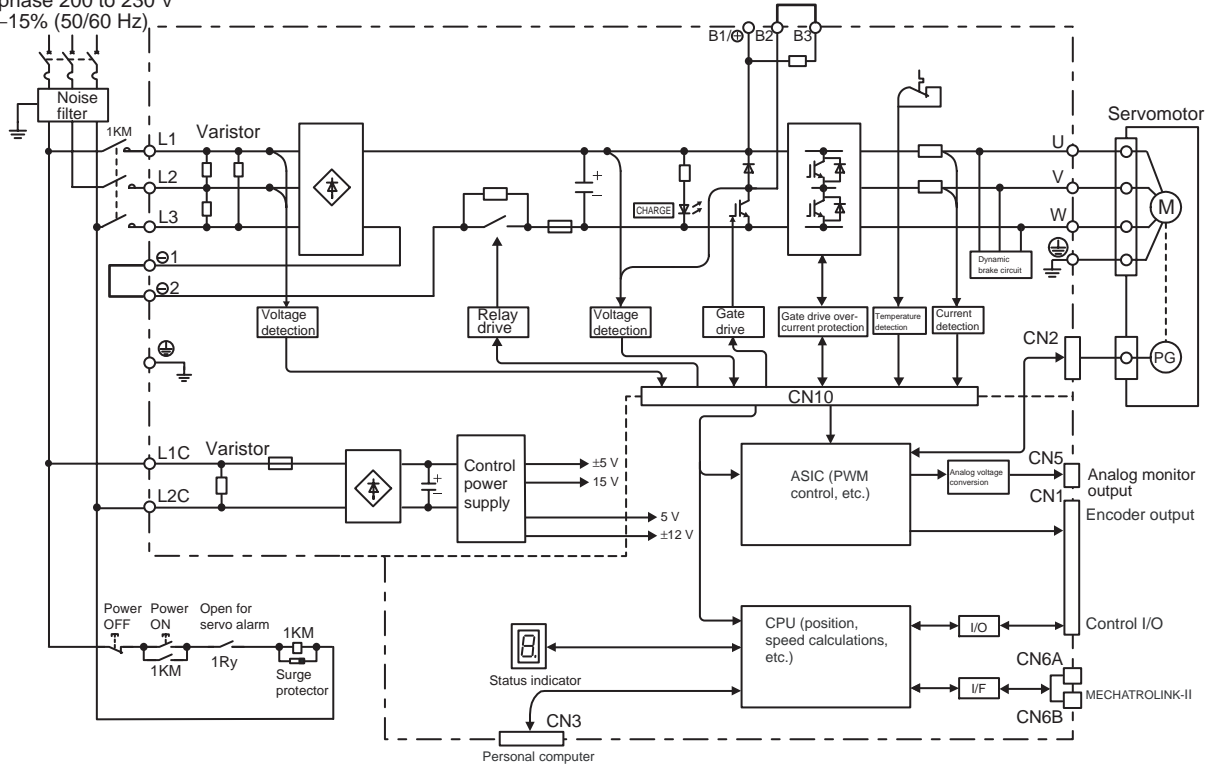 phase 200 to 230 V
–15% (50/60 Hz)
B1/⊕ B2 B3
Noise
filter
1KM
L1
Varistor
L2
L3
⊖1
⊖2
+
–
CHARGE
Servomotor
U
V
W
M
Dynamic
brake circuit
Voltage
detection
Relay
drive
Voltage
detection
Gate
drive
Gate drive over-
current protection
Temperature
detection
Current
detection
CN2
PG
CN10
L1C
Varistor
L2C
+
–
Control
power
supply
±5 V
15 V
5 V
±12 V
ASIC (PWM
control, etc.)
Analog voltage
conversion
CN5
Analog monitor
output
CN1
Encoder output
Power
OFF
Power
ON
Open for
servo alarm
1KM
1KM
1Ry
Surge
protector
8.
Status indicator
CPU (position,
speed calculations,
etc.)
I/O
Control I/O
I/F
CN6A
MECHATROLINK-II
CN6B
CN3
Personal computer